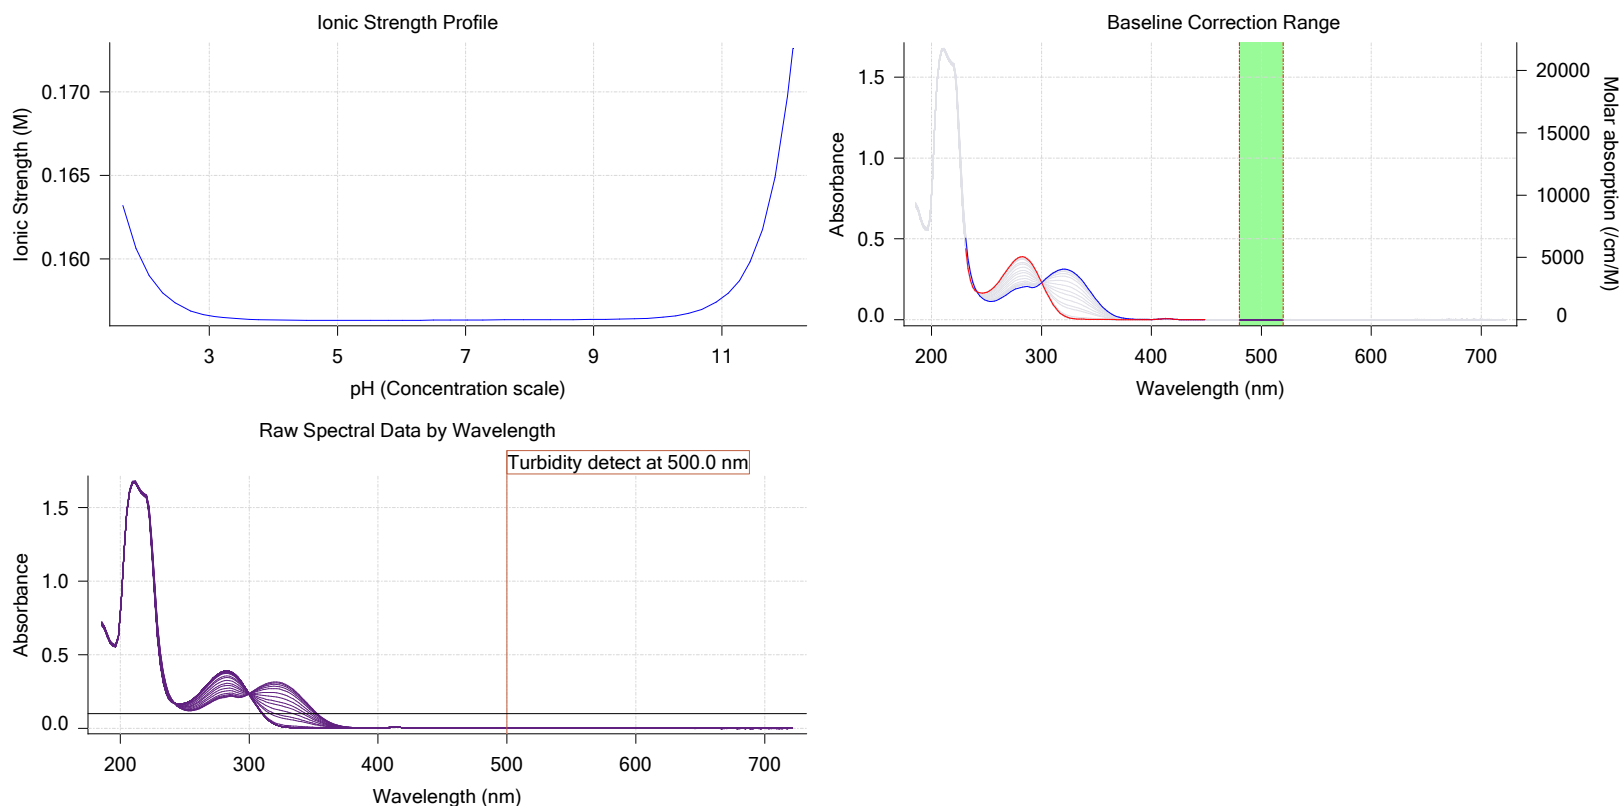 Ionic Strength Profile
Ionic Strength (M)
0.170
0.165
0.160
3 5 7 9 11
pH (Concentration scale)
Baseline Correction Range
Absorbance
1.5
1.0
0.5
0.0
20000
15000
10000
5000
0
Molar absorption (/cm/M)
200 300 400 500 600 700
Wavelength (nm)
Raw Spectral Data by Wavelength
Turbidity detect at 500.0 nm
Absorbance
1.5
1.0
0.5
0.0
200 300 400 500 600 700
Wavelength (nm)